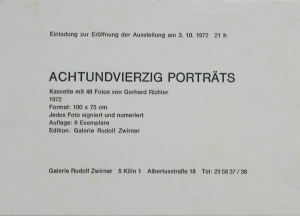 Einladung zur Eröffnung der Ausstellung am 3. 10. 1972 21 h
ACHTUNDVIERZIG PORTRÄTS
Kassette mit 48 Fotos von Gerhard Richter
1972
Format: 100 x 75 cm
Jedes Foto signiert und numeriert
Auflage: 6 Exemplare
Edition: Galerie Rudolf Zwirner
Galerie Rudolf Zwirner 5 Köln 1 Albertusstraße 18 Tel: 23 58 37 / 38